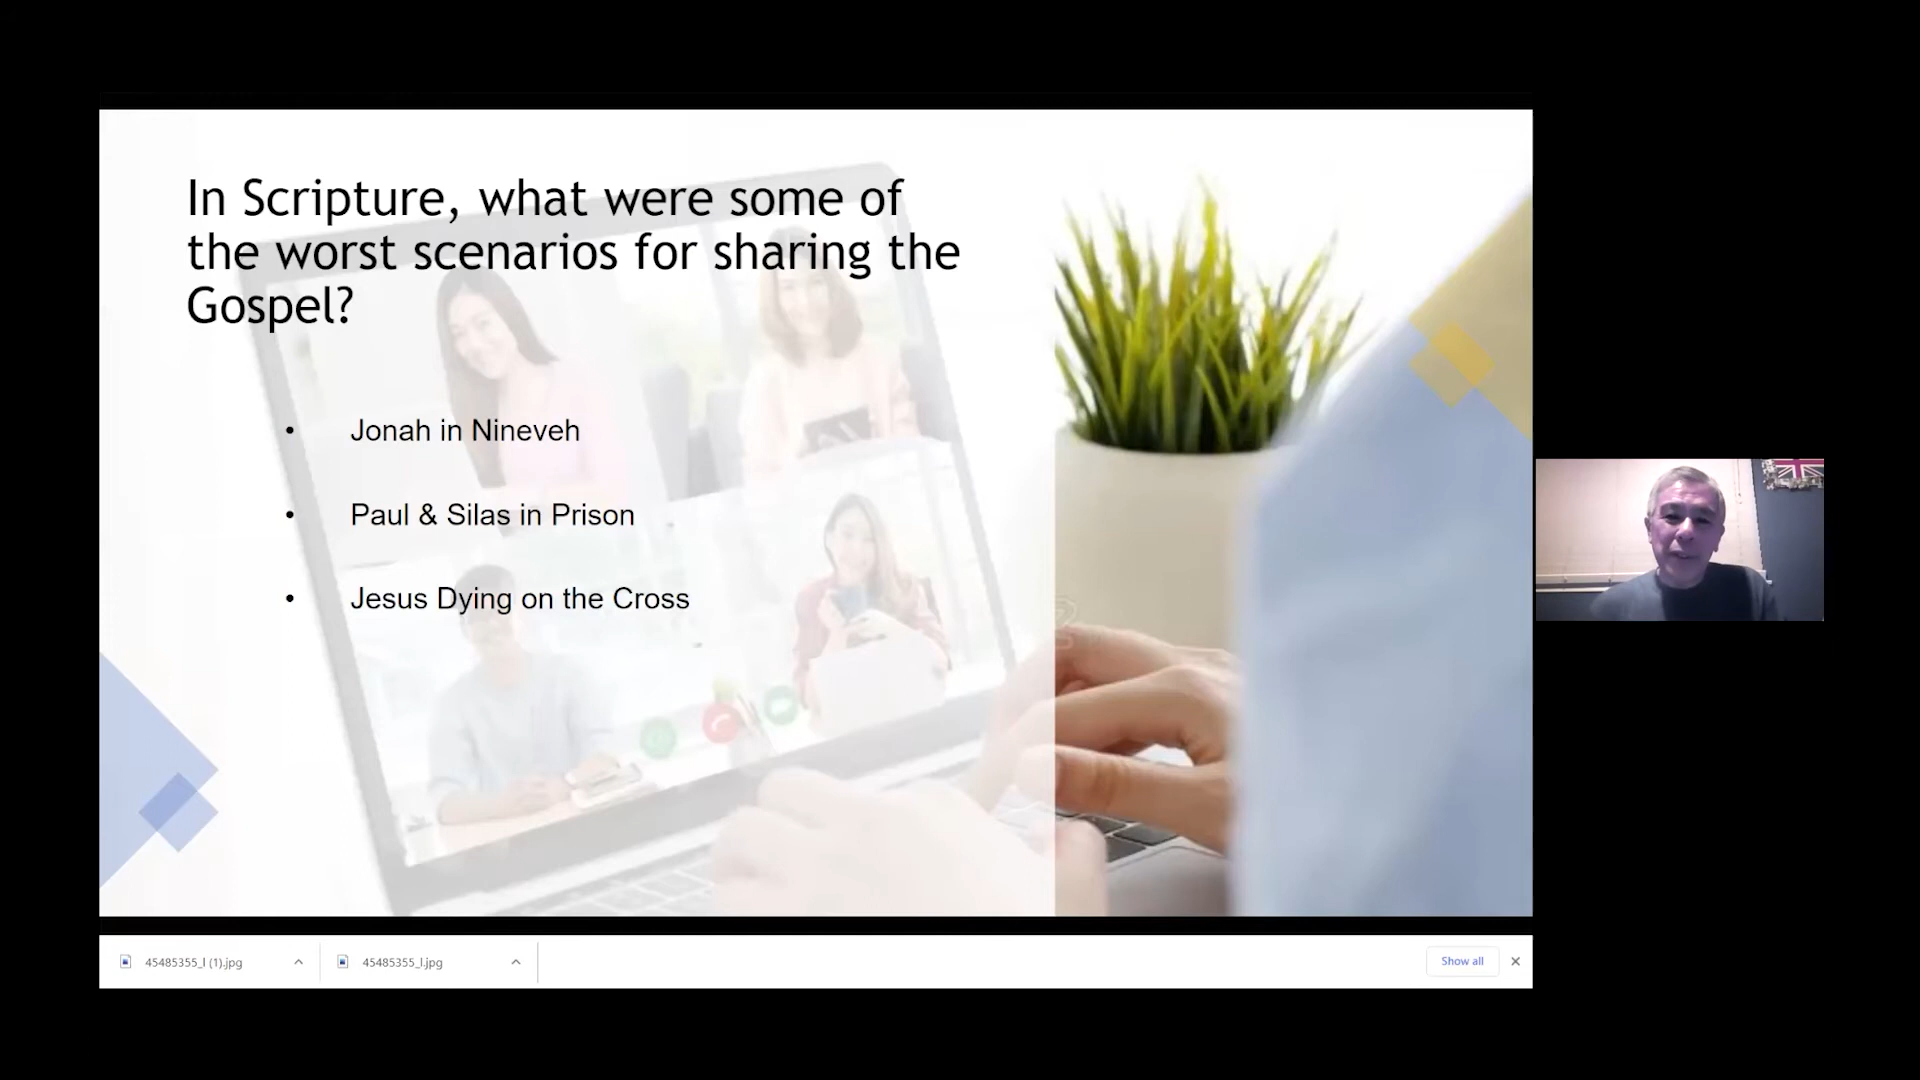 In Scripture, what were some of
the worst scenarios for sharing the
Gospel?
• Jonah in Nineveh
• Paul & Silas in Prison
• Jesus Dying on the Cross
45485355_l (1).jpg
45485355_l.jpg
Show all